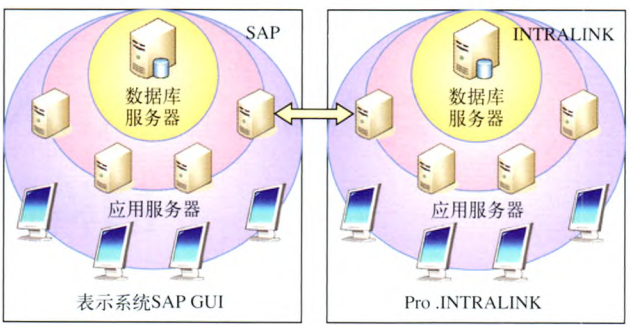 SAP
数据库
服务器
应用服务器
表示系统SAP GUI
INTRALINK
数据库
服务器
应用服务器
Pro .INTRALINK